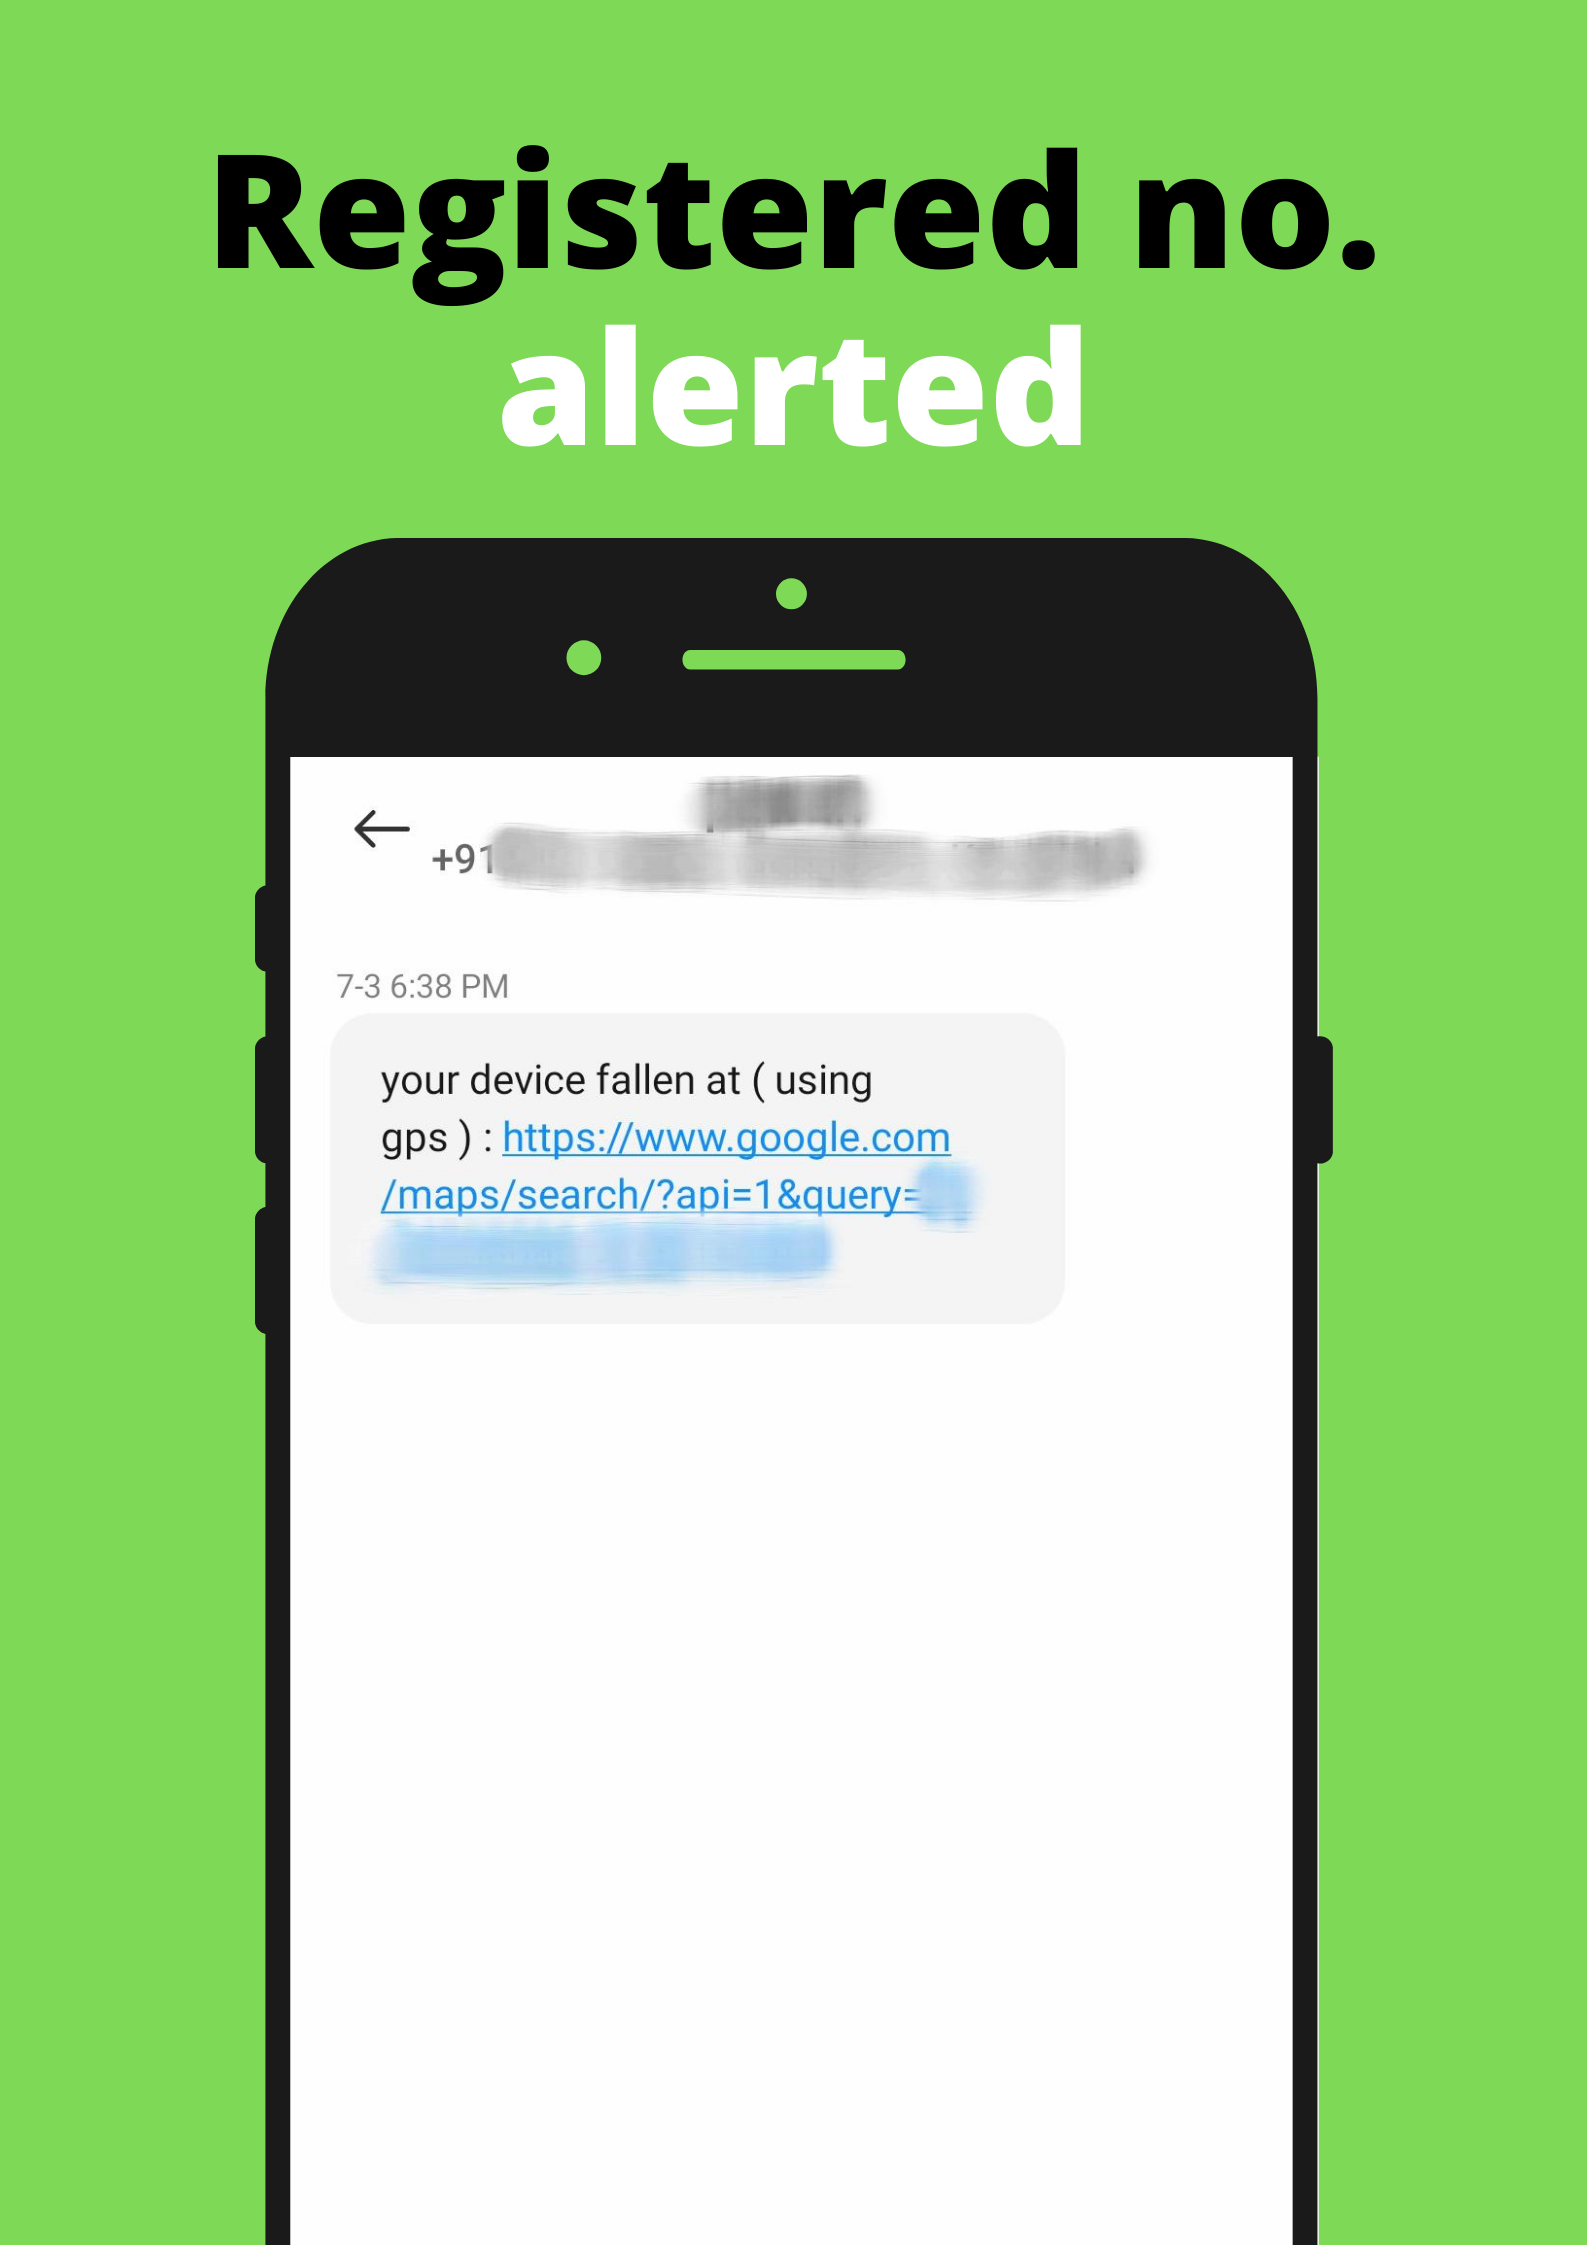 Registered no.
alerted
+91
7-3 6:38 PM
your device fallen at ( using
gps ) : https://www.google.com
/maps/search/?api=1&query=